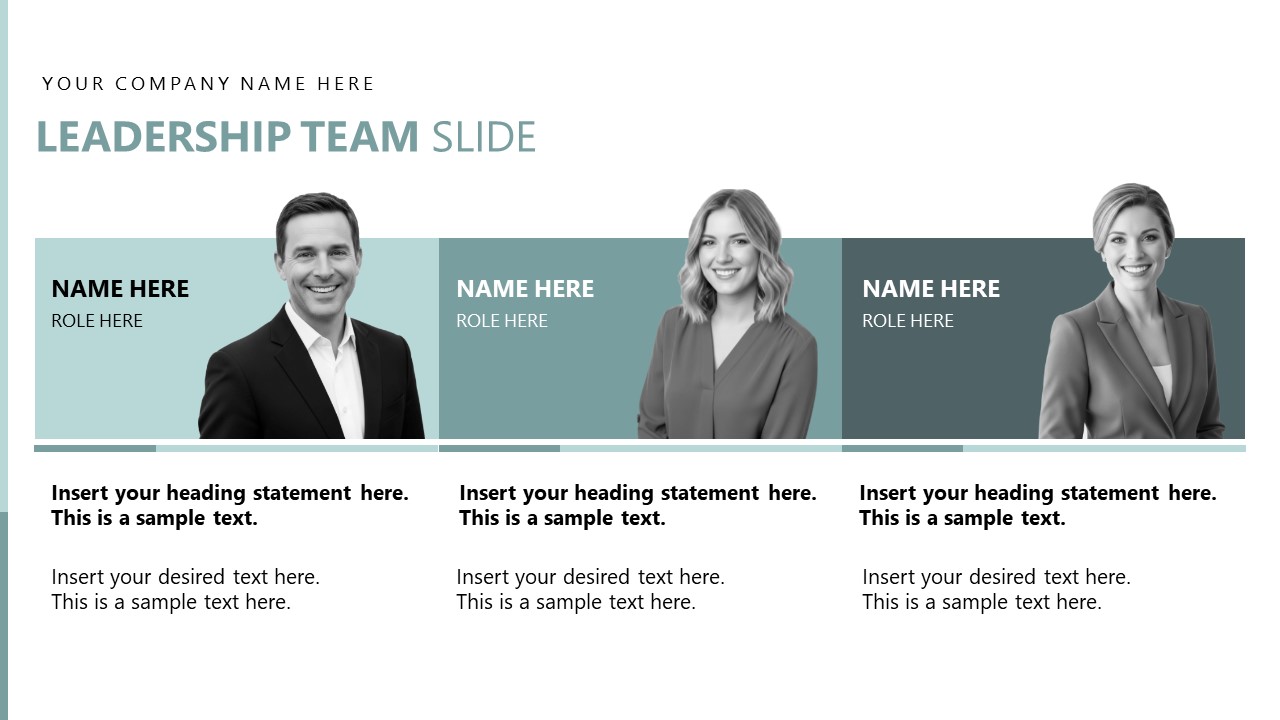 YOUR COMPANY NAME HERE
LEADERSHIP TEAM SLIDE
NAME HERE
ROLE HERE
NAME HERE
ROLE HERE
NAME HERE
ROLE HERE
Insert your heading statement here.
This is a sample text.
Insert your desired text here.
This is a sample text here.
Insert your heading statement here.
This is a sample text.
Insert your desired text here.
This is a sample text here.
Insert your heading statement here.
This is a sample text.
Insert your desired text here.
This is a sample text here.